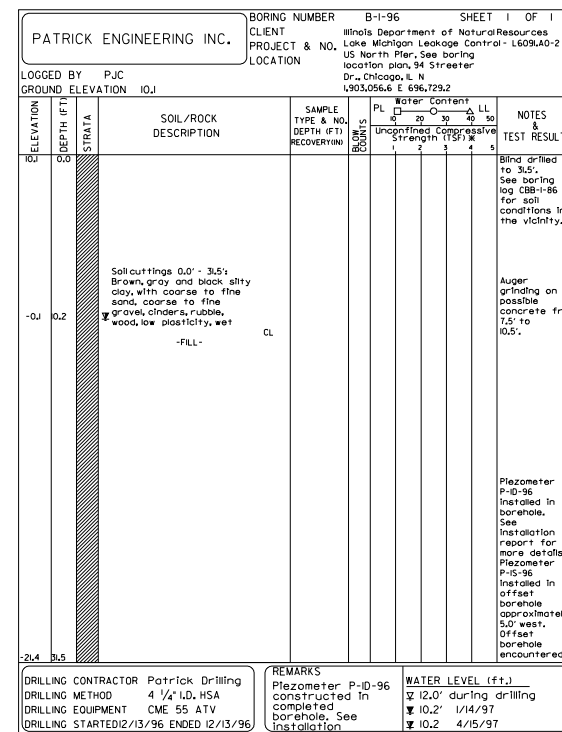 PATRICK ENGINEERING INC.
BORING NUMBER B-1-96 SHEET 1 OF 1
CLIENT Illinois Department of Natural Resources
PROJECT & NO. Lake Michigan Leakage Control - L6091.A0-2
LOCATION US North Pier, See boring
location plan, 94 Streeter
Dr., Chicago, IL N
1,903,056.6 E 696,729.2
LOGGED BY PJC
GROUND ELEVATION 10.1
ELEVATION
DEPTH (FT)
STRATA
SOIL/ROCK
DESCRIPTION
SAMPLE
TYPE & NO.
DEPTH (FT)
RECOVERY(IN)
BLOW
COUNTS
Water Content
PL LL
10 20 30 40 50
Unconfined Compressive
Strength (TSF) ж
1 2 3 4 5
NOTES
&
TEST RESUL
10.1 0.0
Blind drilled
to 31.5'.
See boring
log CBB-1-86
for soil
conditions in
the vicinity.
Soil cuttings 0.0' - 31.5':
Brown, gray and black silty
clay, with coarse to fine
sand, coarse to fine
gravel, cinders, rubble,
wood, low plasticity, wet
CL
-FILL-
-0.1 10.2
Auger
grinding on
possible
concrete fr
7.5' to
10.5'.
Piezometer
P-1D-96
installed in
borehole.
See
installation
report for
more details
Piezometer
P-1S-96
installed in
offset
borehole
approximatel
5.0' west.
Offset
borehole
encountered
-21.4 31.5
DRILLING CONTRACTOR Patrick Drilling
DRILLING METHOD 4 1/4" I.D. HSA
DRILLING EQUIPMENT CME 55 ATV
DRILLING STARTED 12/13/96 ENDED 12/13/96
REMARKS
Piezometer P-1D-96
constructed in
completed
borehole. See
installation
WATER LEVEL (ft.)
12.0' during drilling
10.2' 1/14/97
10.2 4/15/97